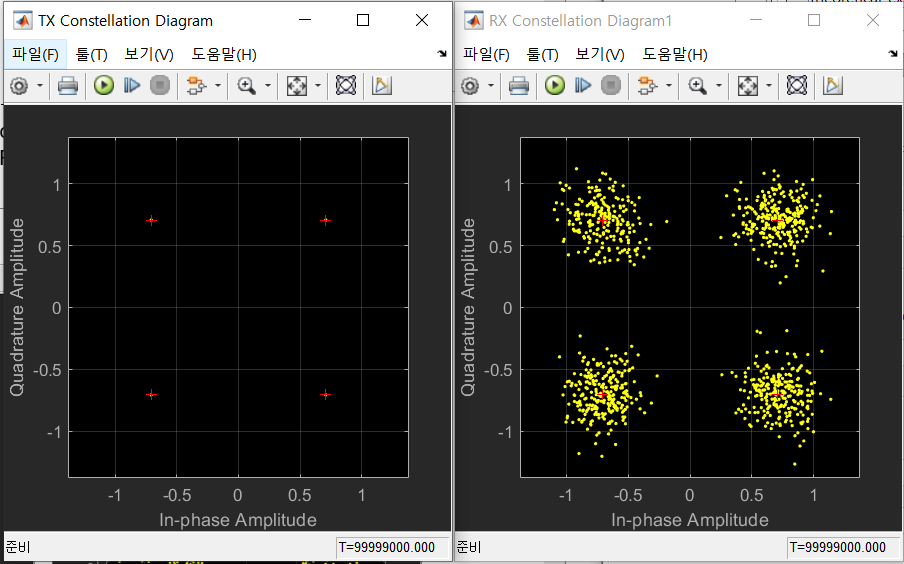 TX Constellation Diagram
파일(F) 툴(T) 보기(V) 도움말(H)
Quadrature Amplitude
1
0.5
0
-0.5
-1
-1 -0.5 0 0.5 1
In-phase Amplitude
준비
T=99999000.000
RX Constellation Diagram1
파일(F) 툴(T) 보기(V) 도움말(H)
Quadrature Amplitude
1
0.5
0
-0.5
-1
-1 -0.5 0 0.5 1
In-phase Amplitude
준비
T=99999000.000